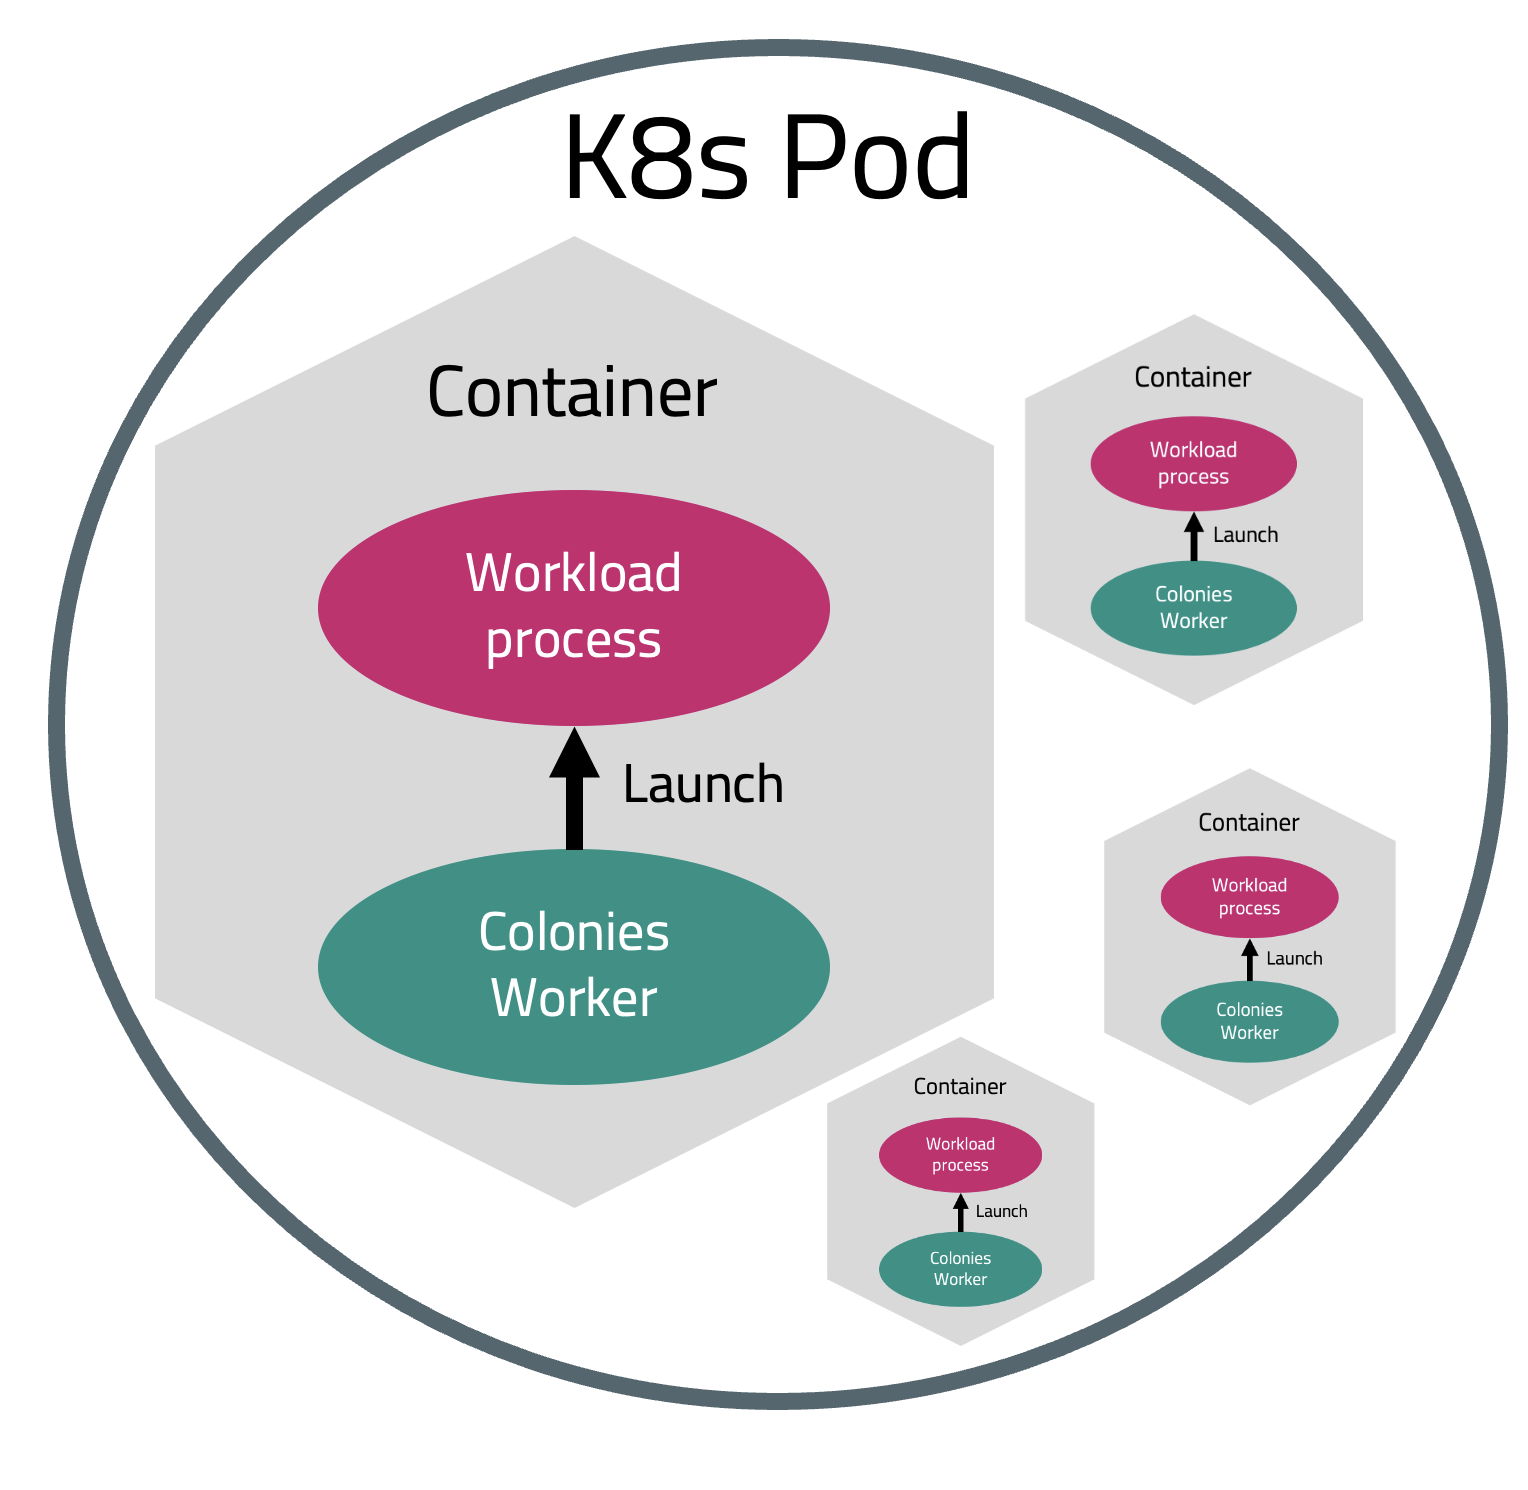 K8s Pod
Container
Workload
process
Launch
Colonies
Worker
Container
Workload
process
Launch
Colonies
Worker
Container
Workload
process
Launch
Colonies
Worker
Container
Workload
process
Launch
Colonies
Worker